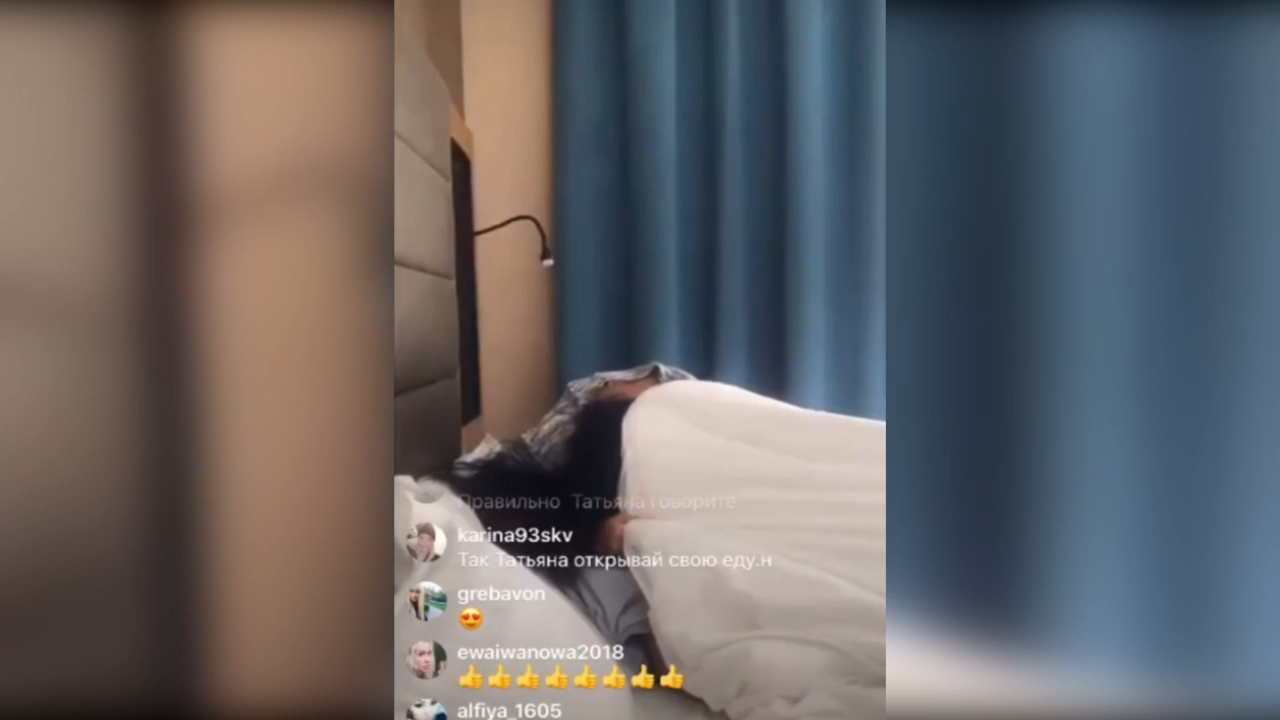 Правильно Татьяна говорите
karina93skv
Так Татьяна открывай свою еду.н
grebavon
😍
ewaiwanowa2018
👍👍👍👍👍👍👍👍
alfiya_1605